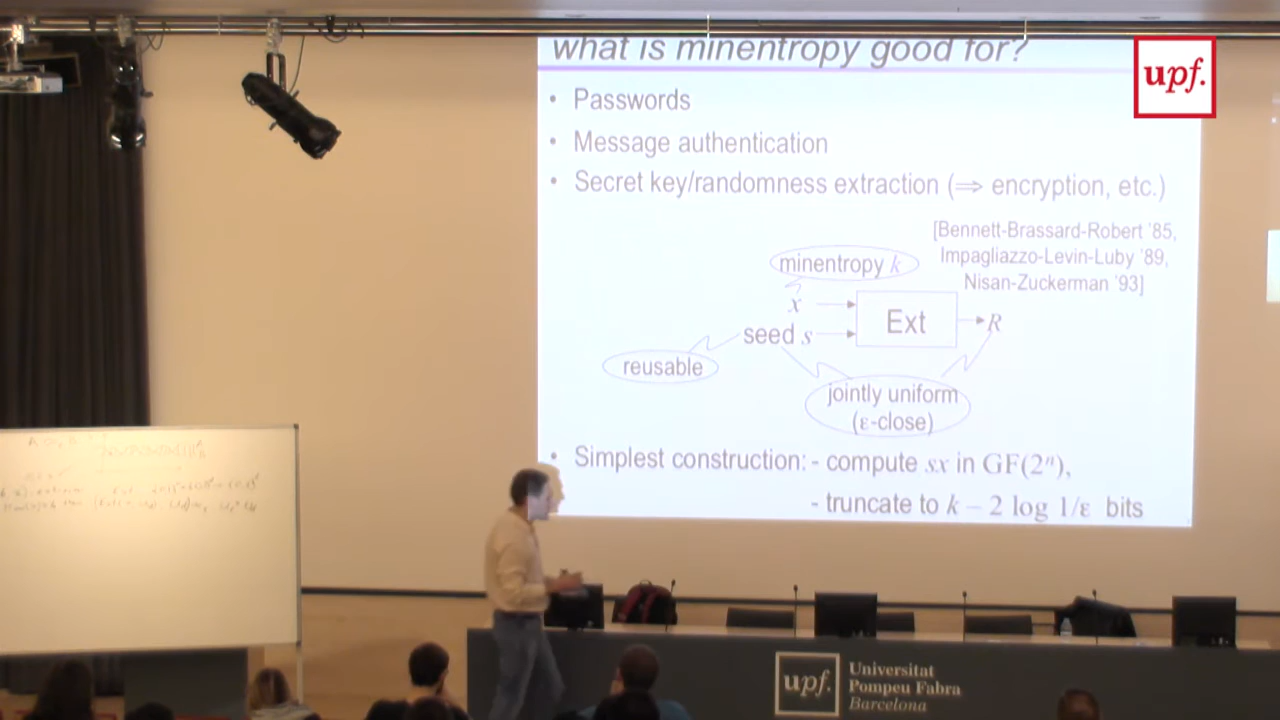 what is minentropy good for?
upf.
• Passwords
• Message authentication
• Secret key/randomness extraction (⇒ encryption, etc.)
[Bennett-Brassard-Robert '85,
Impagliazzo-Levin-Luby '89,
Nisan-Zuckerman '93]
minentropy k
x
Ext
R
seed s
reusable
jointly uniform
(ε-close)
• Simplest construction: - compute sx in GF(2ⁿ),
- truncate to k – 2 log 1/ε bits
upf.
Universitat
Pompeu Fabra
Barcelona